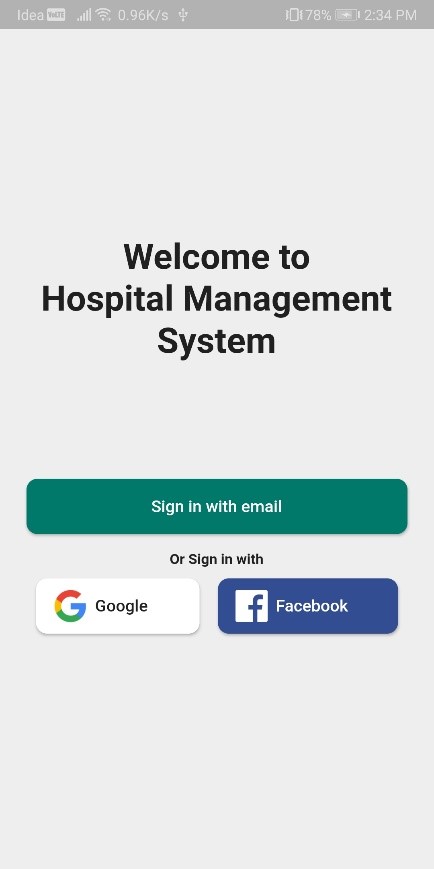 Idea VoLTE 0.96K/s 78% 2:34 PM
Welcome to
Hospital Management
System
Sign in with email
Or Sign in with
Google Facebook